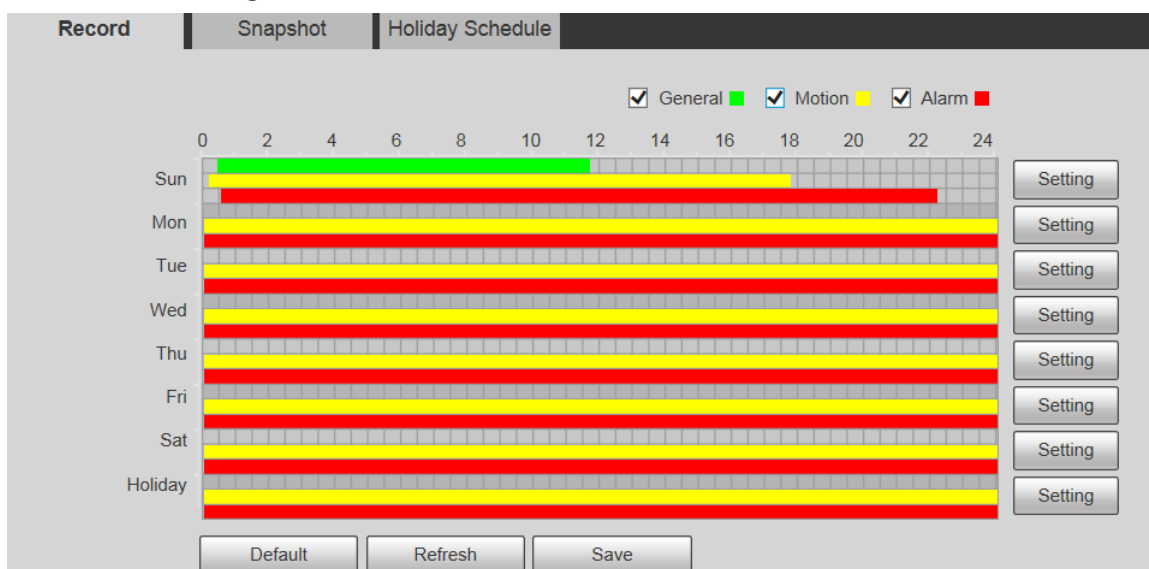 Record Snapshot Holiday Schedule
General Motion Alarm
0 2 4 6 8 10 12 14 16 18 20 22 24
Sun Setting
Mon Setting
Tue Setting
Wed Setting
Thu Setting
Fri Setting
Sat Setting
Holiday Setting
Default Refresh Save